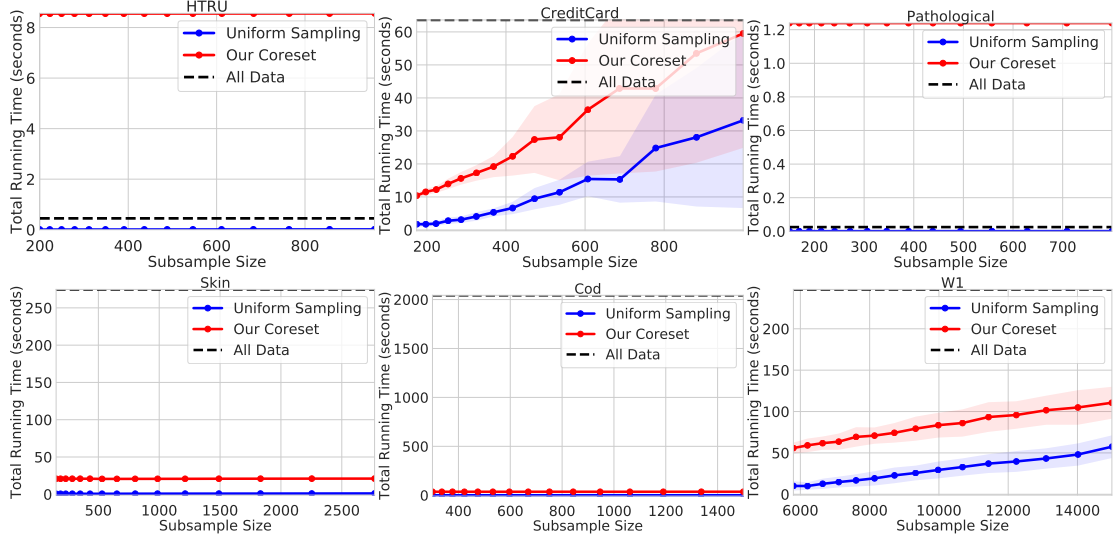 HTRU
Total Running Time (seconds)
8
6
4
2
0
200 400 600 800
Subsample Size
Uniform Sampling
Our Coreset
All Data
CreditCard
Total Running Time (seconds)
60
50
40
30
20
10
0
200 400 600 800
Subsample Size
Uniform Sampling
Our Coreset
All Data
Pathological
Total Running Time (seconds)
1.2
1.0
0.8
0.6
0.4
0.2
0.0
200 300 400 500 600 700
Subsample Size
Uniform Sampling
Our Coreset
All Data
Skin
Total Running Time (seconds)
250
200
150
100
50
0
500 1000 1500 2000 2500
Subsample Size
Uniform Sampling
Our Coreset
All Data
Cod
Total Running Time (seconds)
2000
1500
1000
500
0
400 600 800 1000 1200 1400
Subsample Size
Uniform Sampling
Our Coreset
All Data
W1
Total Running Time (seconds)
200
150
100
50
0
6000 8000 10000 12000 14000
Subsample Size
Uniform Sampling
Our Coreset
All Data